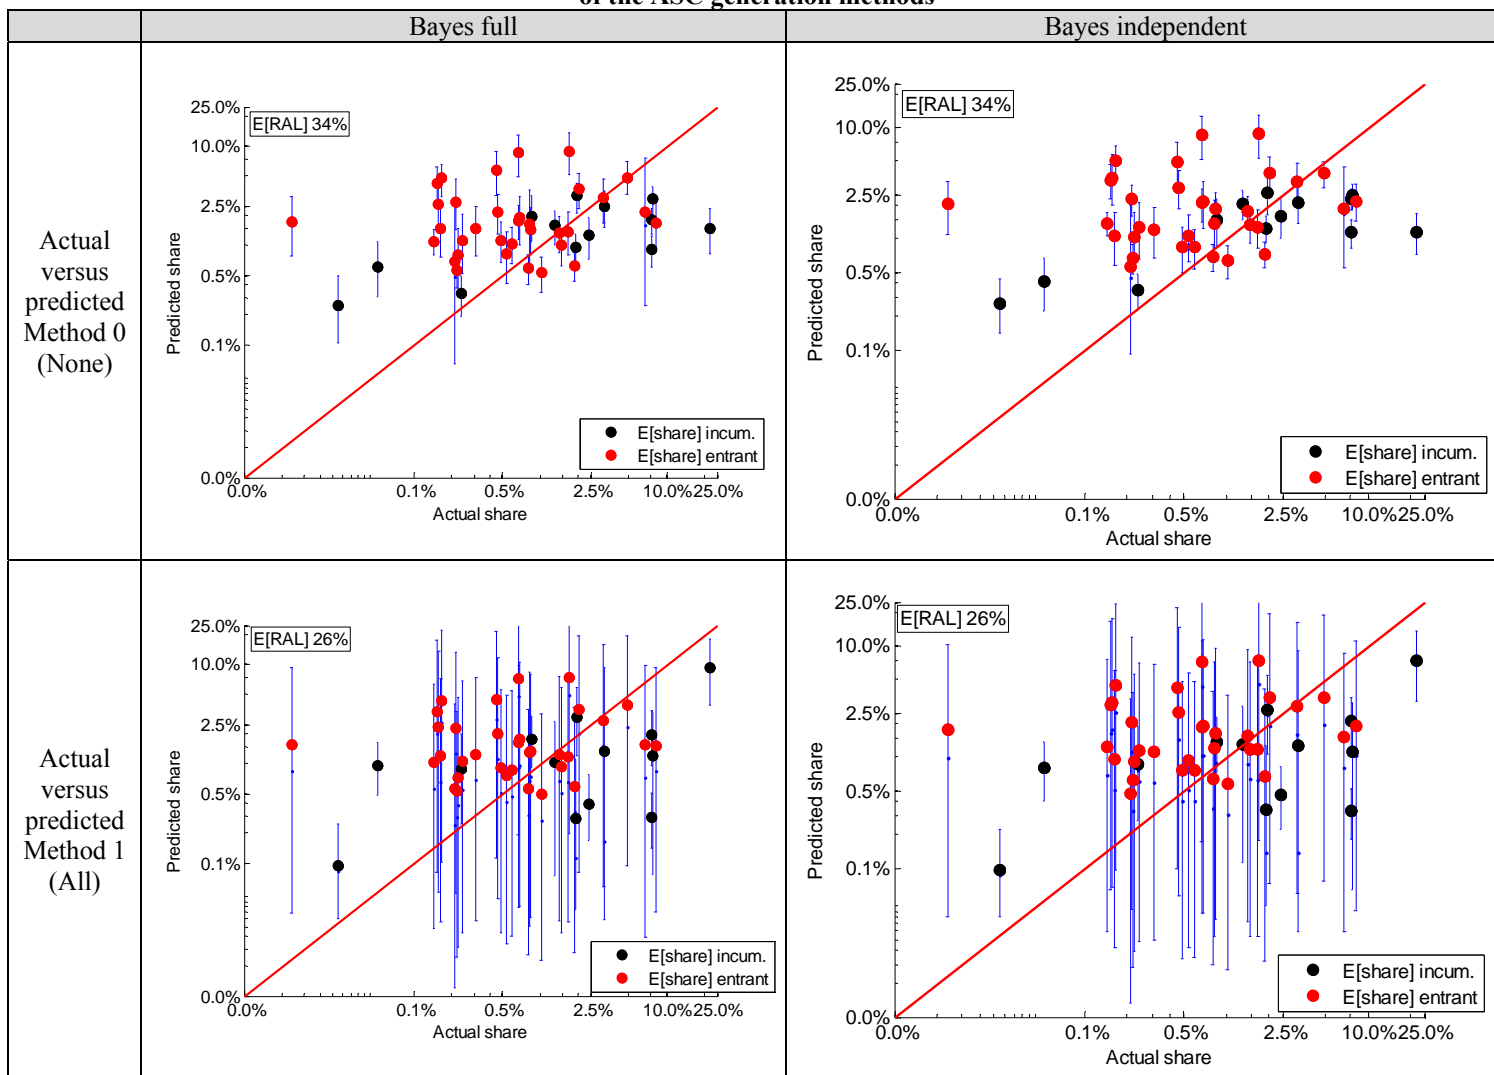 of the ASC generation methods
Bayes full
Bayes independent
Actual
versus
predicted
Method 0
(None)
25.0%
10.0%
2.5%
0.5%
0.1%
0.0%
Predicted share
E[RAL] 34%
E[share] incum.
E[share] entrant
0.0%
0.1%
0.5%
2.5%
10.0%
25.0%
Actual share
25.0%
10.0%
2.5%
0.5%
0.1%
0.0%
Predicted share
E[RAL] 34%
E[share] incum.
E[share] entrant
0.0%
0.1%
0.5%
2.5%
10.0%
25.0%
Actual share
Actual
versus
predicted
Method 1
(All)
25.0%
10.0%
2.5%
0.5%
0.1%
0.0%
Predicted share
E[RAL] 26%
E[share] incum.
E[share] entrant
0.0%
0.1%
0.5%
2.5%
10.0%
25.0%
Actual share
25.0%
10.0%
2.5%
0.5%
0.1%
0.0%
Predicted share
E[RAL] 26%
E[share] incum.
E[share] entrant
0.0%
0.1%
0.5%
2.5%
10.0%
25.0%
Actual share